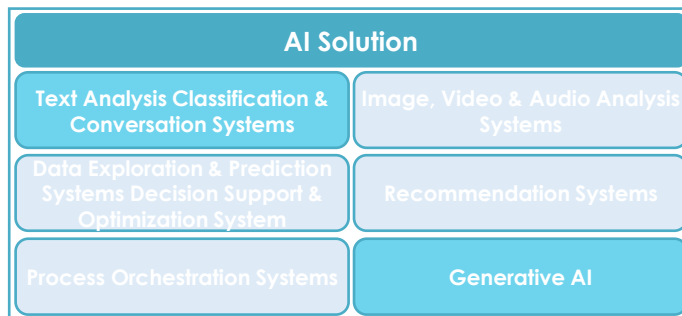 AI Solution
Text Analysis Classification &
Conversation Systems
Image, Video & Audio Analysis
Systems
Data Exploration & Prediction
Systems Decision Support &
Optimization System
Recommendation Systems
Process Orchestration Systems
Generative AI